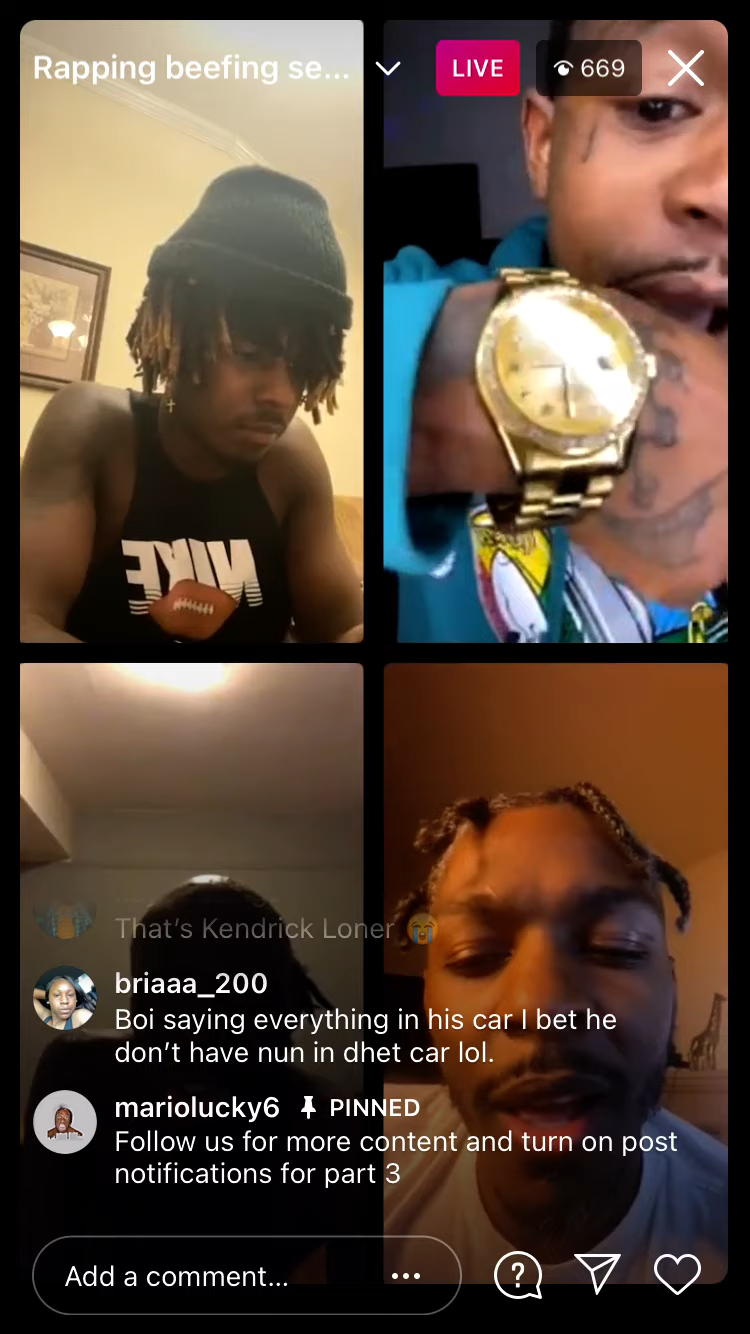 Rapping beefing se...
LIVE
669
NIKE
That's Kendrick Loner 😭
briaaa_200
Boi saying everything in his car I bet he
don't have nun in dhet car lol.
mariolucky6 PINNED
Follow us for more content and turn on post
notifications for part 3
Add a comment...